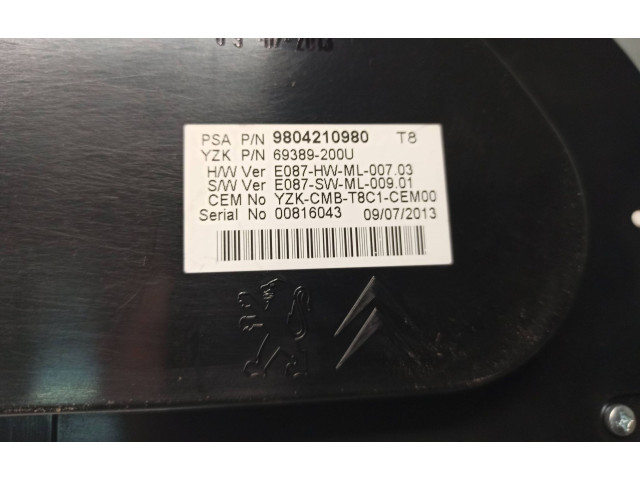 PSA P/N 9804210980 T8
YZK P/N 69389-200U
H/W Ver E087-HW-ML-007.03
S/W Ver E087-SW-ML-009.01
CEM No YZK-CMB-T8C1-CEM00
Serial No 00816043 09/07/2013